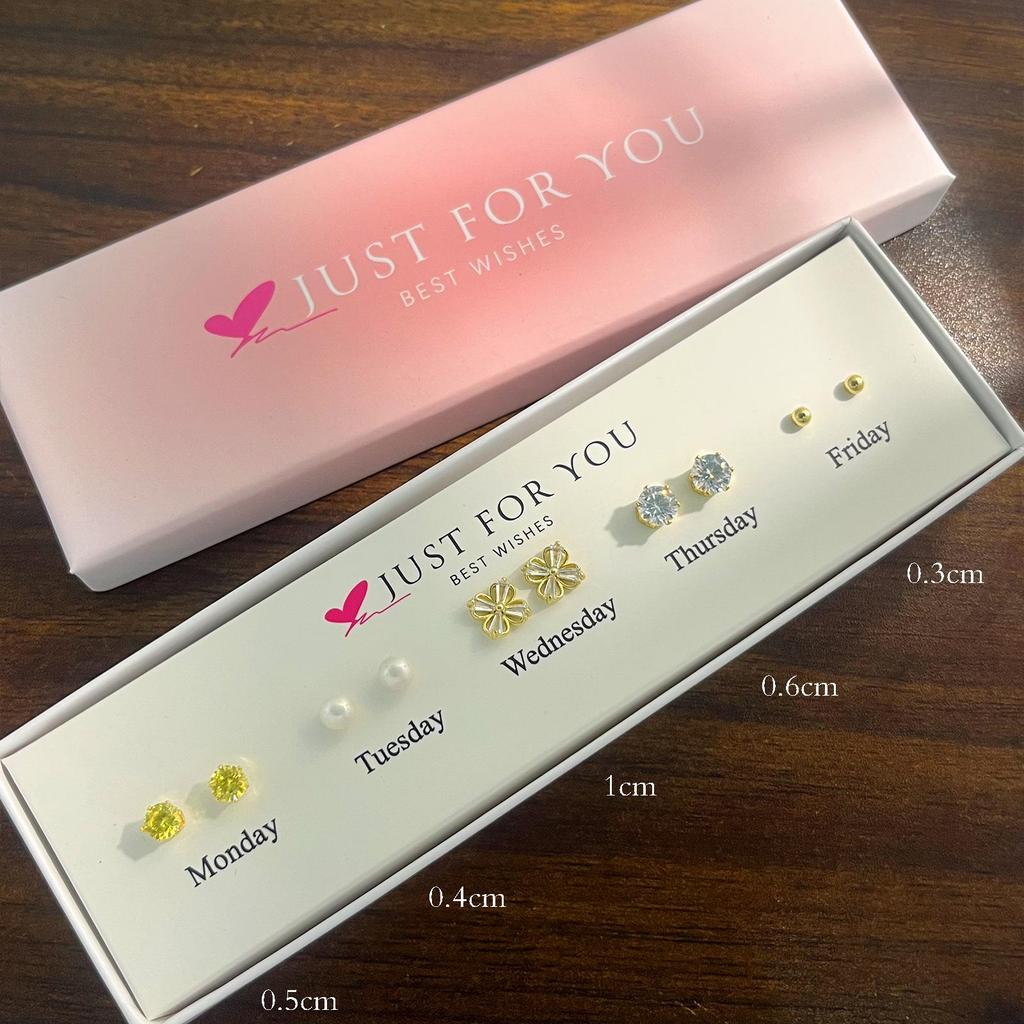 JUST FOR YOU
BEST WISHES
JUST FOR YOU
BEST WISHES
Monday
Tuesday
Wednesday
Thursday
Friday
0.5cm
0.4cm
1cm
0.6cm
0.3cm